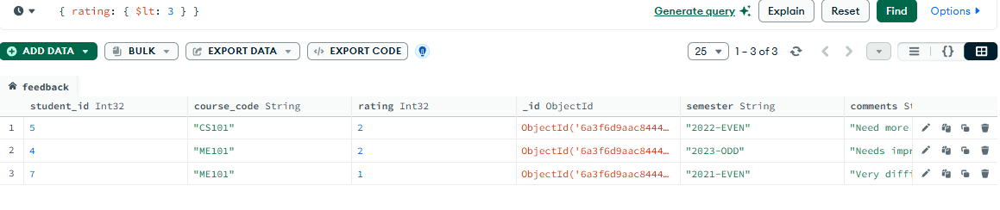 { rating: { $lt: 3 } } Generate query Explain Reset Find Options
ADD DATA BULK EXPORT DATA EXPORT CODE 25 1 – 3 of 3
feedback
student_id Int32 course_code String rating Int32 _id ObjectId semester String comments St
1 5 "CS101" 2 ObjectId('6a3f6d9aac8444… "2022-EVEN" "Need more
2 4 "ME101" 2 ObjectId('6a3f6d9aac8444… "2023-ODD" "Needs impr
3 7 "ME101" 1 ObjectId('6a3f6d9aac8444… "2021-EVEN" "Very diffi